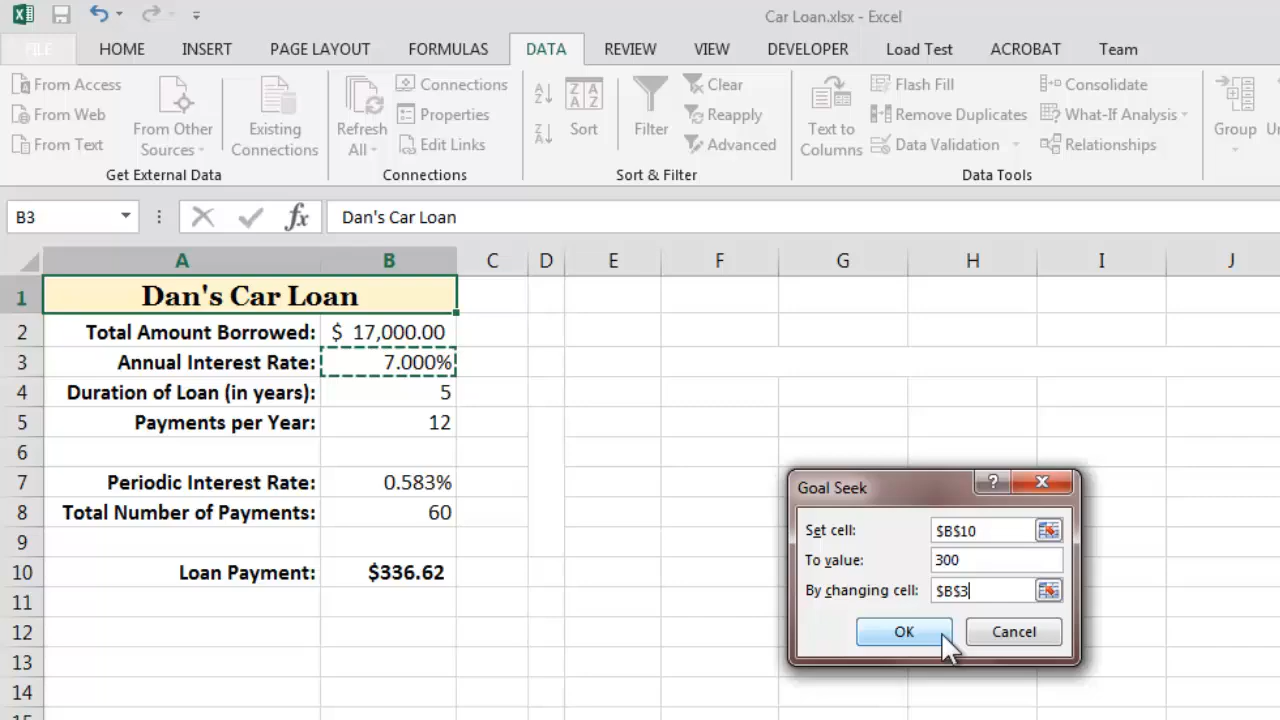 Car Loan.xlsx - Excel
FILE HOME INSERT PAGE LAYOUT FORMULAS DATA REVIEW VIEW DEVELOPER Load Test ACROBAT Team
From Access
From Web
From Text
From Other
Sources
Existing
Connections
Get External Data
Refresh
All
Connections
Properties
Edit Links
Connections
Sort
Filter
Clear
Reapply
Advanced
Sort & Filter
Text to
Columns
Flash Fill
Remove Duplicates
Data Validation
Consolidate
What-If Analysis
Relationships
Data Tools
Group
B3 fx Dan's Car Loan
A B C D E F G H I J
1 Dan's Car Loan
2 Total Amount Borrowed: $ 17,000.00
3 Annual Interest Rate: 7.000%
4 Duration of Loan (in years): 5
5 Payments per Year: 12
6
7 Periodic Interest Rate: 0.583%
8 Total Number of Payments: 60
9
10 Loan Payment: $336.62
11
12
13
14
Goal Seek
Set cell: $B$10
To value: 300
By changing cell: $B$3
OK Cancel